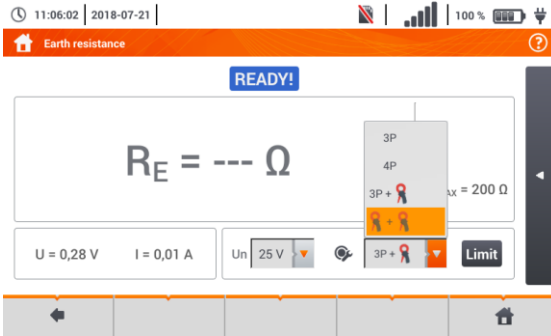 11:06:02 2018-07-21 100 %
Earth resistance ?
READY!
RE = --- Ω
3P
4P
3P +
= 200 Ω
+
U = 0,28 V I = 0,01 A Un 25 V 3P + Limit